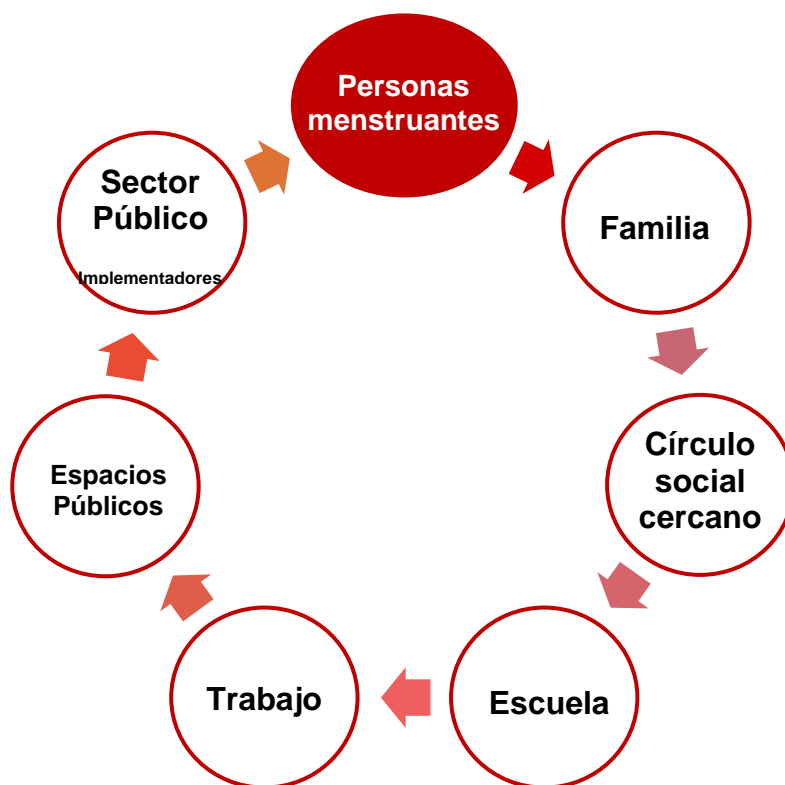 Personas
menstruantes
Familia
Círculo
social
cercano
Escuela
Trabajo
Espacios
Públicos
Sector
Público
Implementadores